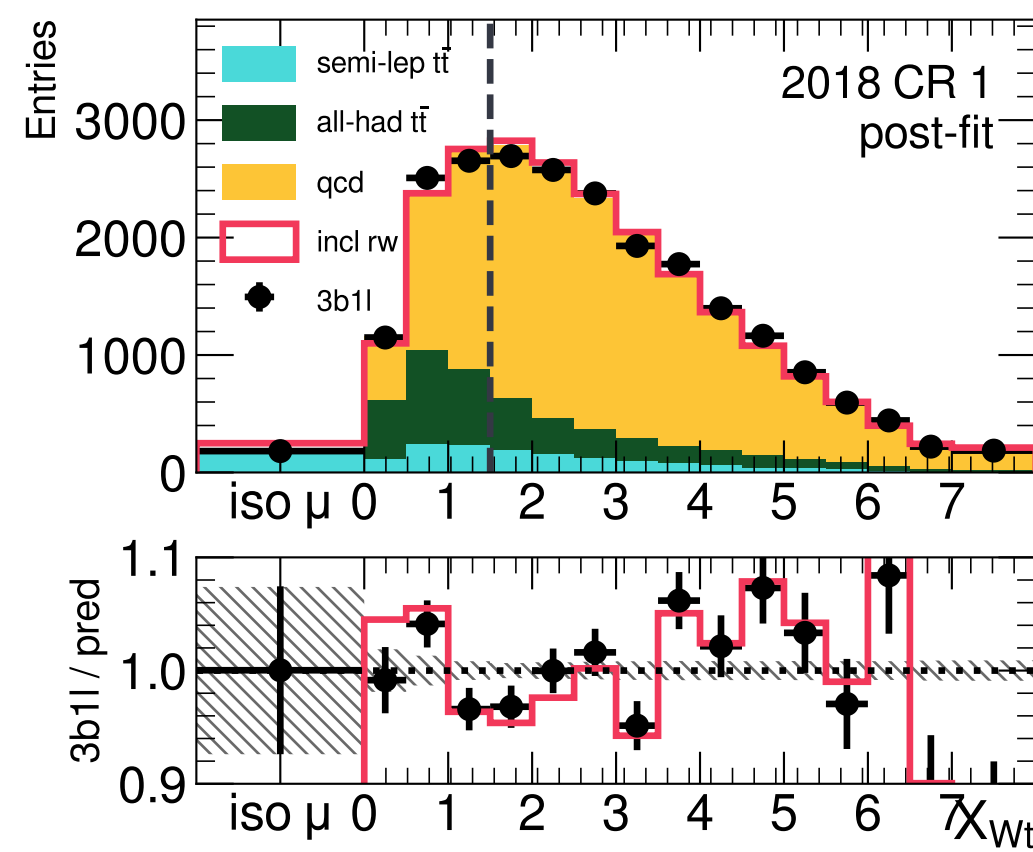 Entries
3000
2000
1000
0
semi-lep tt̄
all-had tt̄
qcd
incl rw
3b1l
2018 CR 1
post-fit
iso μ 0 1 2 3 4 5 6 7
3b1l / pred
1.1
1.0
0.9
iso μ 0 1 2 3 4 5 6 7
X_Wt